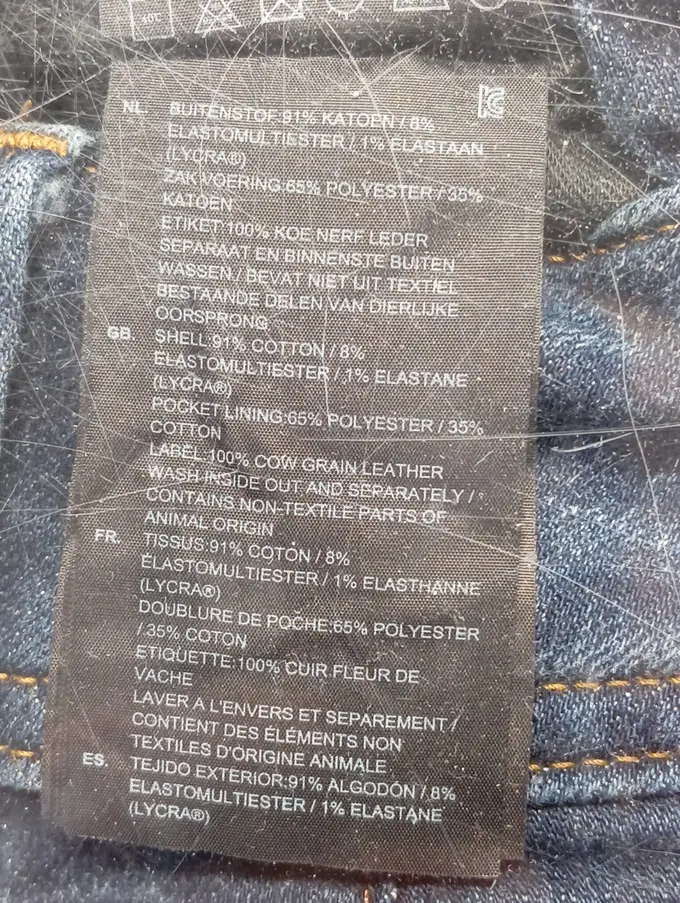 40L
NL. BUITENSTOF:91% KATOEN / 8%
ELASTOMULTIESTER / 1% ELASTAAN
(LYCRA®)
ZAK VOERING:65% POLYESTER / 35%
KATOEN
ETIKET:100% KOE NERF LEDER
SEPARAAT EN BINNENSTE BUITEN
WASSEN / BEVAT NIET UIT TEXTIEL
BESTAANDE DELEN VAN DIERLIJKE
OORSPRONG
GB. SHELL:91% COTTON / 8%
ELASTOMULTIESTER / 1% ELASTANE
(LYCRA®)
POCKET LINING:65% POLYESTER / 35%
COTTON
LABEL:100% COW GRAIN LEATHER
WASH INSIDE OUT AND SEPARATELY /
CONTAINS NON-TEXTILE PARTS OF
ANIMAL ORIGIN
FR. TISSUS:91% COTON / 8%
ÉLASTOMULTIESTER / 1% ELASTHANNE
(LYCRA®)
DOUBLURE DE POCHE:65% POLYESTER
/ 35% COTON
ETIQUETTE:100% CUIR FLEUR DE
VACHE
LAVER A L'ENVERS ET SEPAREMENT /
CONTIENT DES ÉLÉMENTS NON
TEXTILES D'ORIGINE ANIMALE
ES. TEJIDO EXTERIOR:91% ALGODÓN / 8%
ELASTOMULTIESTER / 1% ELASTANE
(LYCRA®)